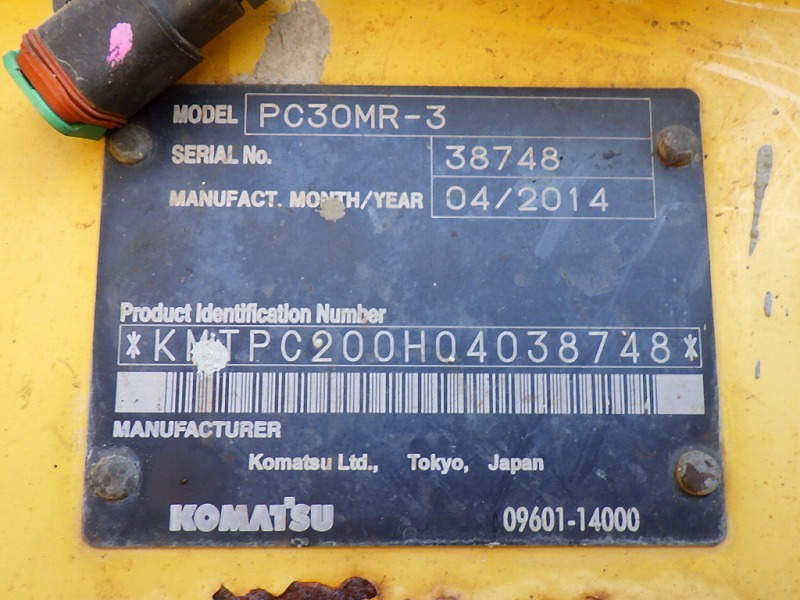 MODEL PC30MR-3
SERIAL No. 38748
MANUFACT. MONTH/YEAR 04/2014
Product Identification Number
*KMTPC200H04038748*
MANUFACTURER
Komatsu Ltd., Tokyo, Japan
KOMATSU 09601-14000